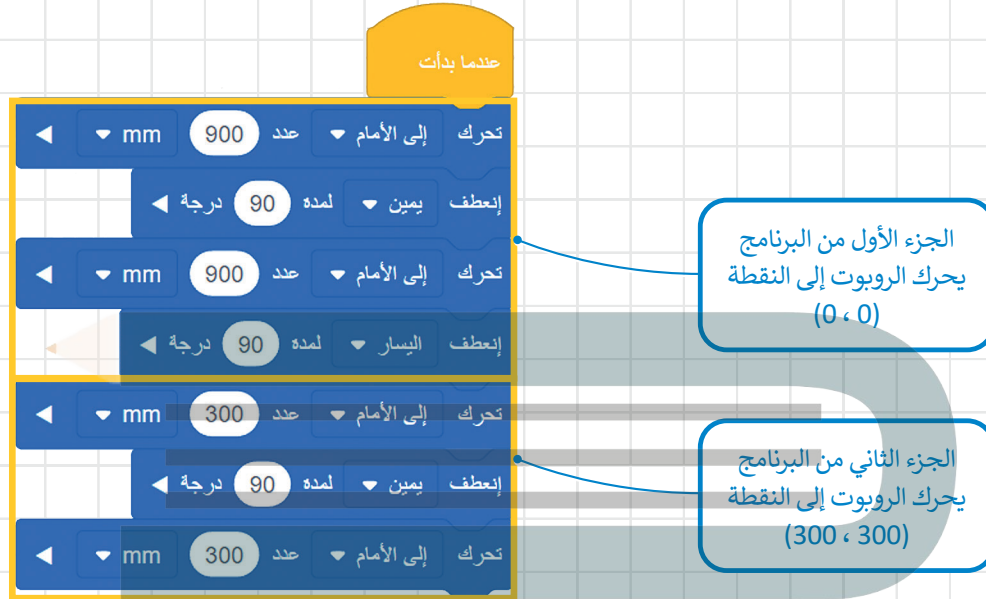 عندما بدأت
تحرك إلى الأمام عدد 900 mm
إنعطف يمين لمدة 90 درجة
تحرك إلى الأمام عدد 900 mm
إنعطف اليسار لمدة 90 درجة
تحرك إلى الأمام عدد 300 mm
إنعطف يمين لمدة 90 درجة
تحرك إلى الأمام عدد 300 mm
الجزء الأول من البرنامج
يحرك الروبوت إلى النقطة
(0 ، 0)
الجزء الثاني من البرنامج
يحرك الروبوت إلى النقطة
(300 ، 300)